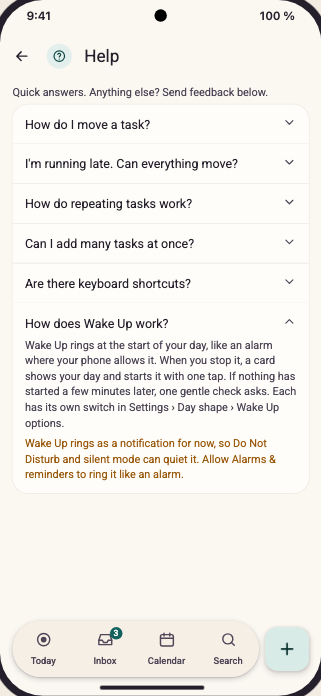 9:41
100 %
Help
Quick answers. Anything else? Send feedback below.
How do I move a task?
I'm running late. Can everything move?
How do repeating tasks work?
Can I add many tasks at once?
Are there keyboard shortcuts?
How does Wake Up work?
Wake Up rings at the start of your day, like an alarm
where your phone allows it. When you stop it, a card
shows your day and starts it with one tap. If nothing has
started a few minutes later, one gentle check asks. Each
has its own switch in Settings › Day shape › Wake Up
options.
Wake Up rings as a notification for now, so Do Not
Disturb and silent mode can quiet it. Allow Alarms &
reminders to ring it like an alarm.
3
Today
Inbox
Calendar
Search